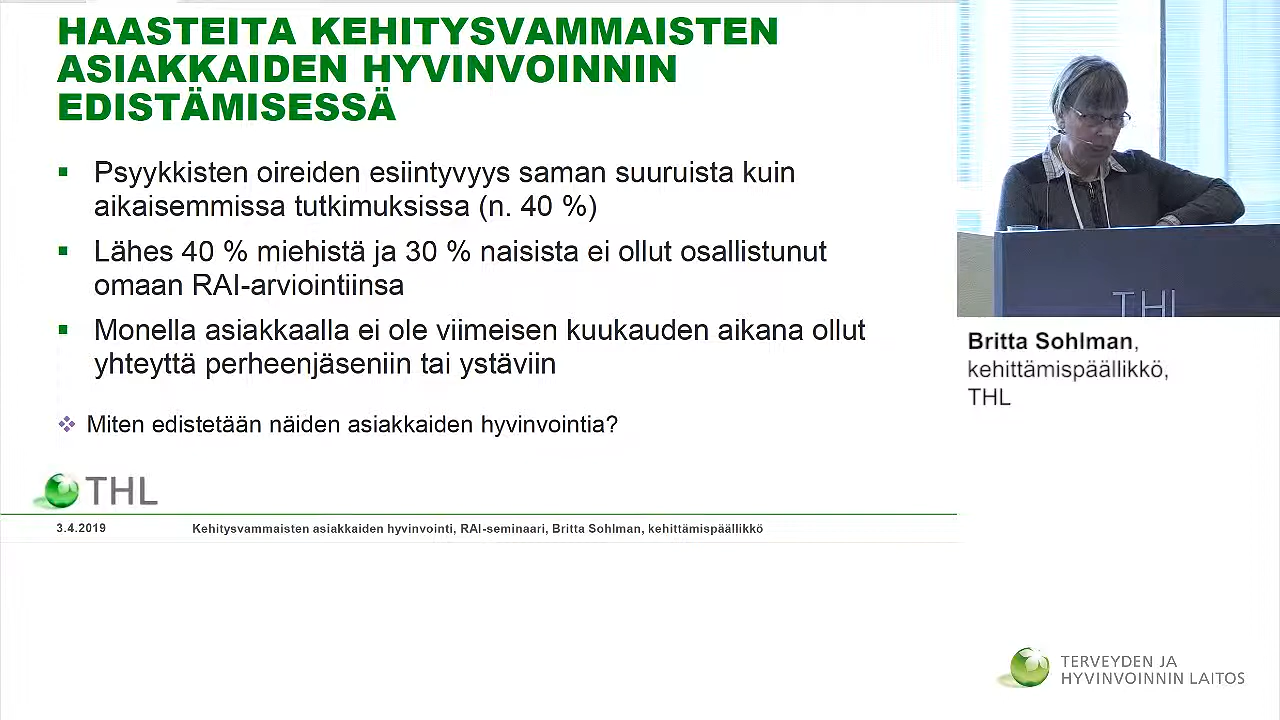 HAASTEITA KEHITYSVAMMAISTEN
ASIAKKAIDEN HYVINVOINNIN
EDISTÄMISESSÄ
Psyykkisten oireiden esiintyvyys saman suuruista kuin
aikaisemmissa tutkimuksissa (n. 40 %)
Lähes 40 % miehistä ja 30 % naisista ei ollut osallistunut
omaan RAI-arviointiinsa
Monella asiakkaalla ei ole viimeisen kuukauden aikana ollut
yhteyttä perheenjäseniin tai ystäviin
Miten edistetään näiden asiakkaiden hyvinvointia?
THL
3.4.2019 Kehitysvammaisten asiakkaiden hyvinvointi, RAI-seminaari, Britta Sohlman, kehittämispäällikkö
THL
Britta Sohlman,
kehittämispäällikkö,
THL
TERVEYDEN JA
HYVINVOINNIN LAITOS